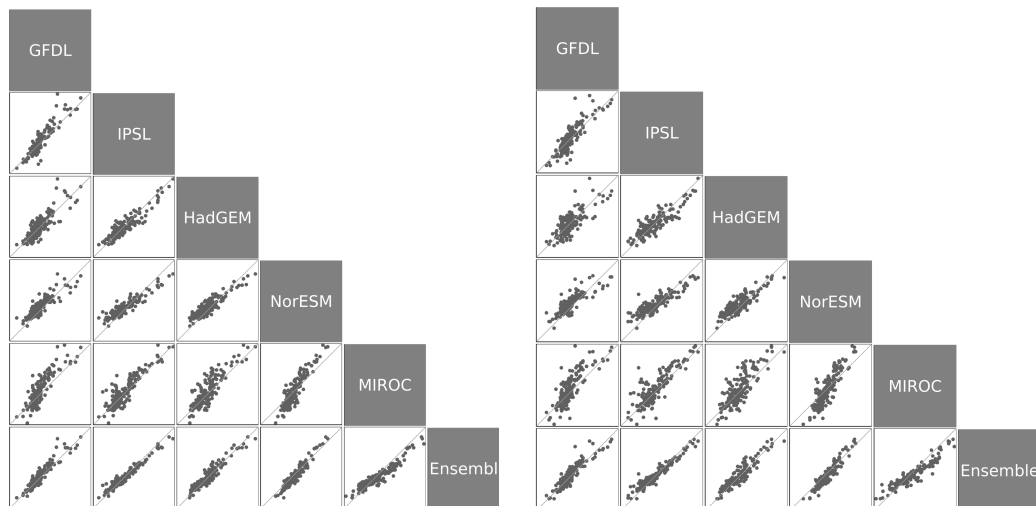 GFDL
IPSL
HadGEM
NorESM
MIROC
Ensembl
GFDL
IPSL
HadGEM
NorESM
MIROC
Ensemble